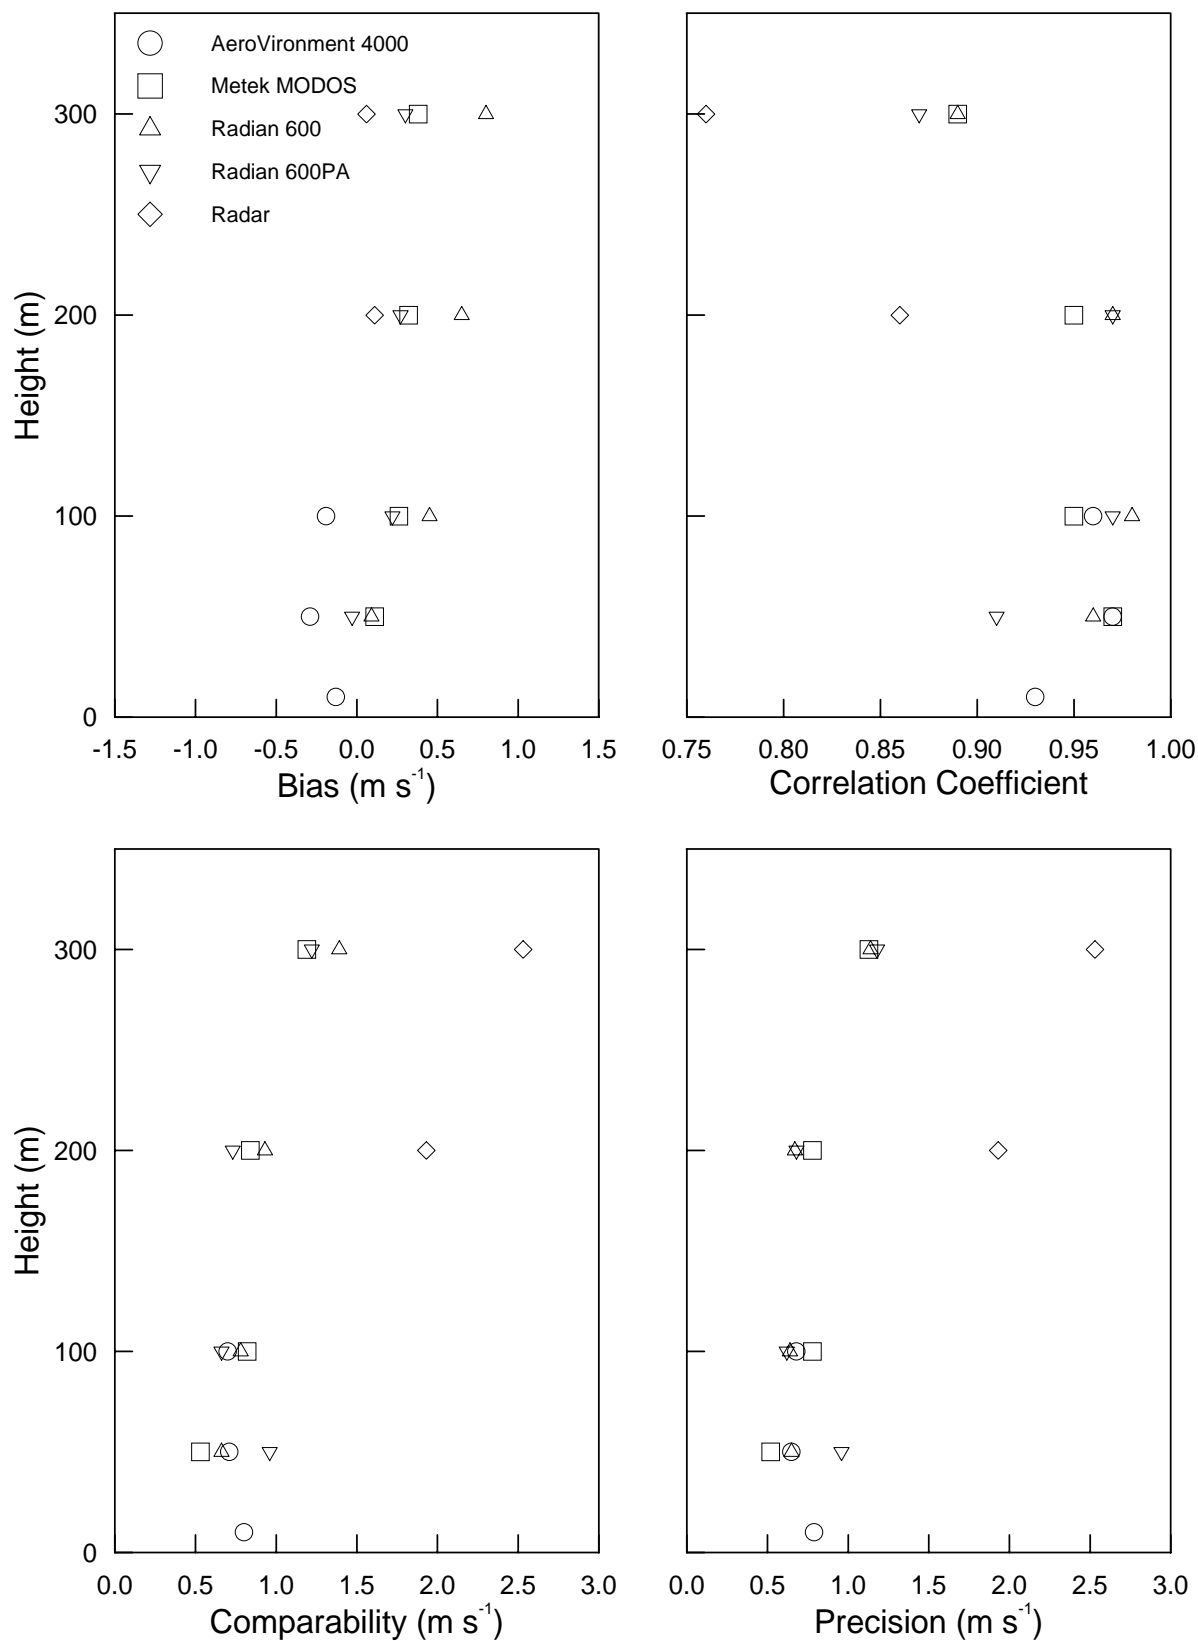 AeroVironment 4000
Metek MODOS
Radian 600
Radian 600PA
Radar
300
200
100
0
Height (m)
-1.5 -1.0 -0.5 0.0 0.5 1.0 1.5
Bias (m s⁻¹)
0.75 0.80 0.85 0.90 0.95 1.00
Correlation Coefficient
300
200
100
0
Height (m)
0.0 0.5 1.0 1.5 2.0 2.5 3.0
Comparability (m s⁻¹)
0.0 0.5 1.0 1.5 2.0 2.5 3.0
Precision (m s⁻¹)